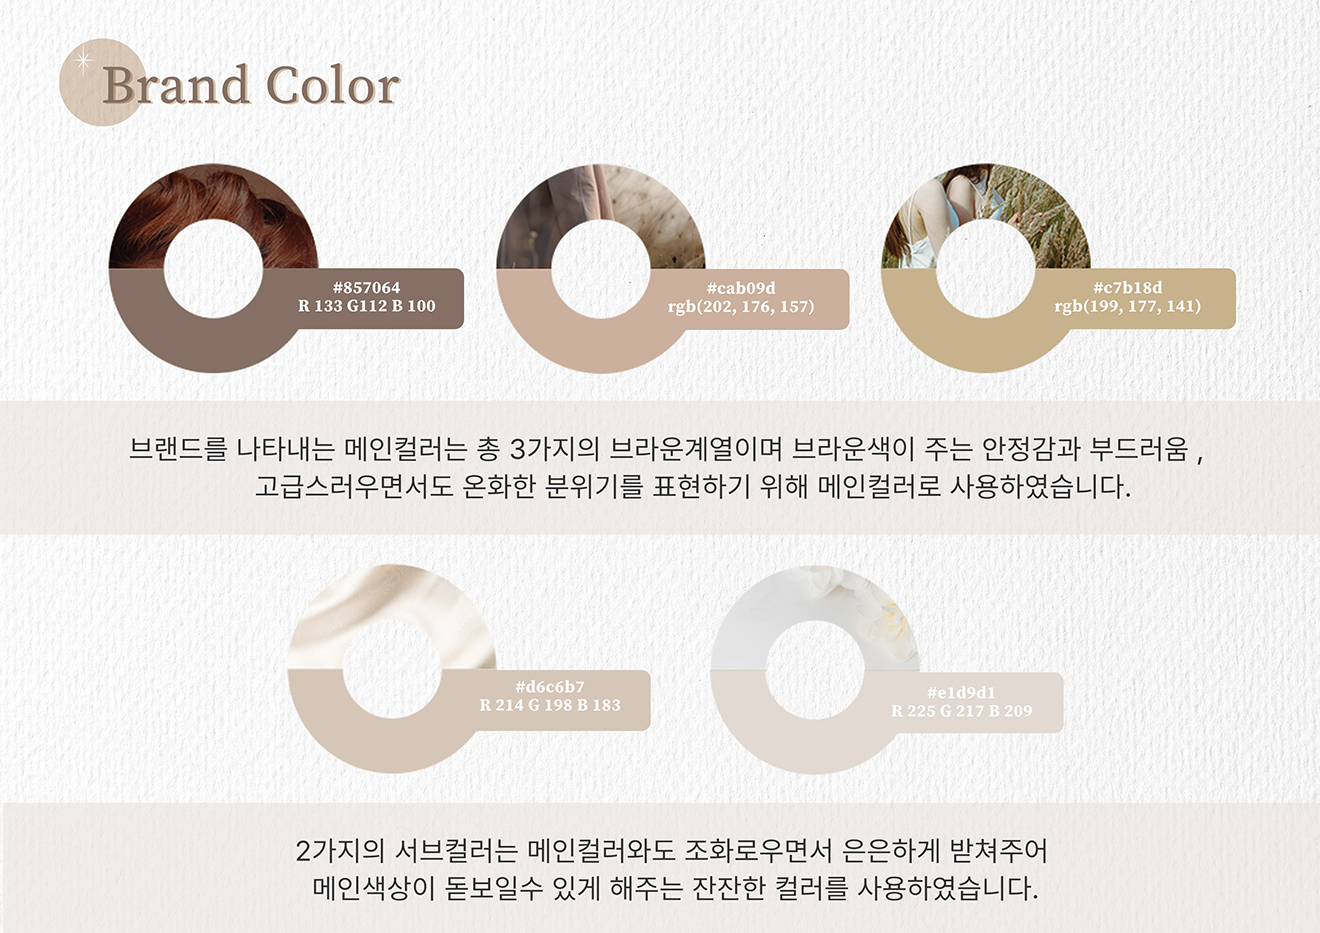 Brand Color
#857064
R 133 G112 B 100
#cab09d
rgb(202, 176, 157)
#c7b18d
rgb(199, 177, 141)
브랜드를 나타내는 메인컬러는 총 3가지의 브라운계열이며 브라운색이 주는 안정감과 부드러움 ,
고급스러우면서도 온화한 분위기를 표현하기 위해 메인컬러로 사용하였습니다.
#d6c6b7
R 214 G 198 B 183
#e1d9d1
R 225 G 217 B 209
2가지의 서브컬러는 메인컬러와도 조화로우면서 은은하게 받쳐주어
메인색상이 돋보일수 있게 해주는 잔잔한 컬러를 사용하였습니다.